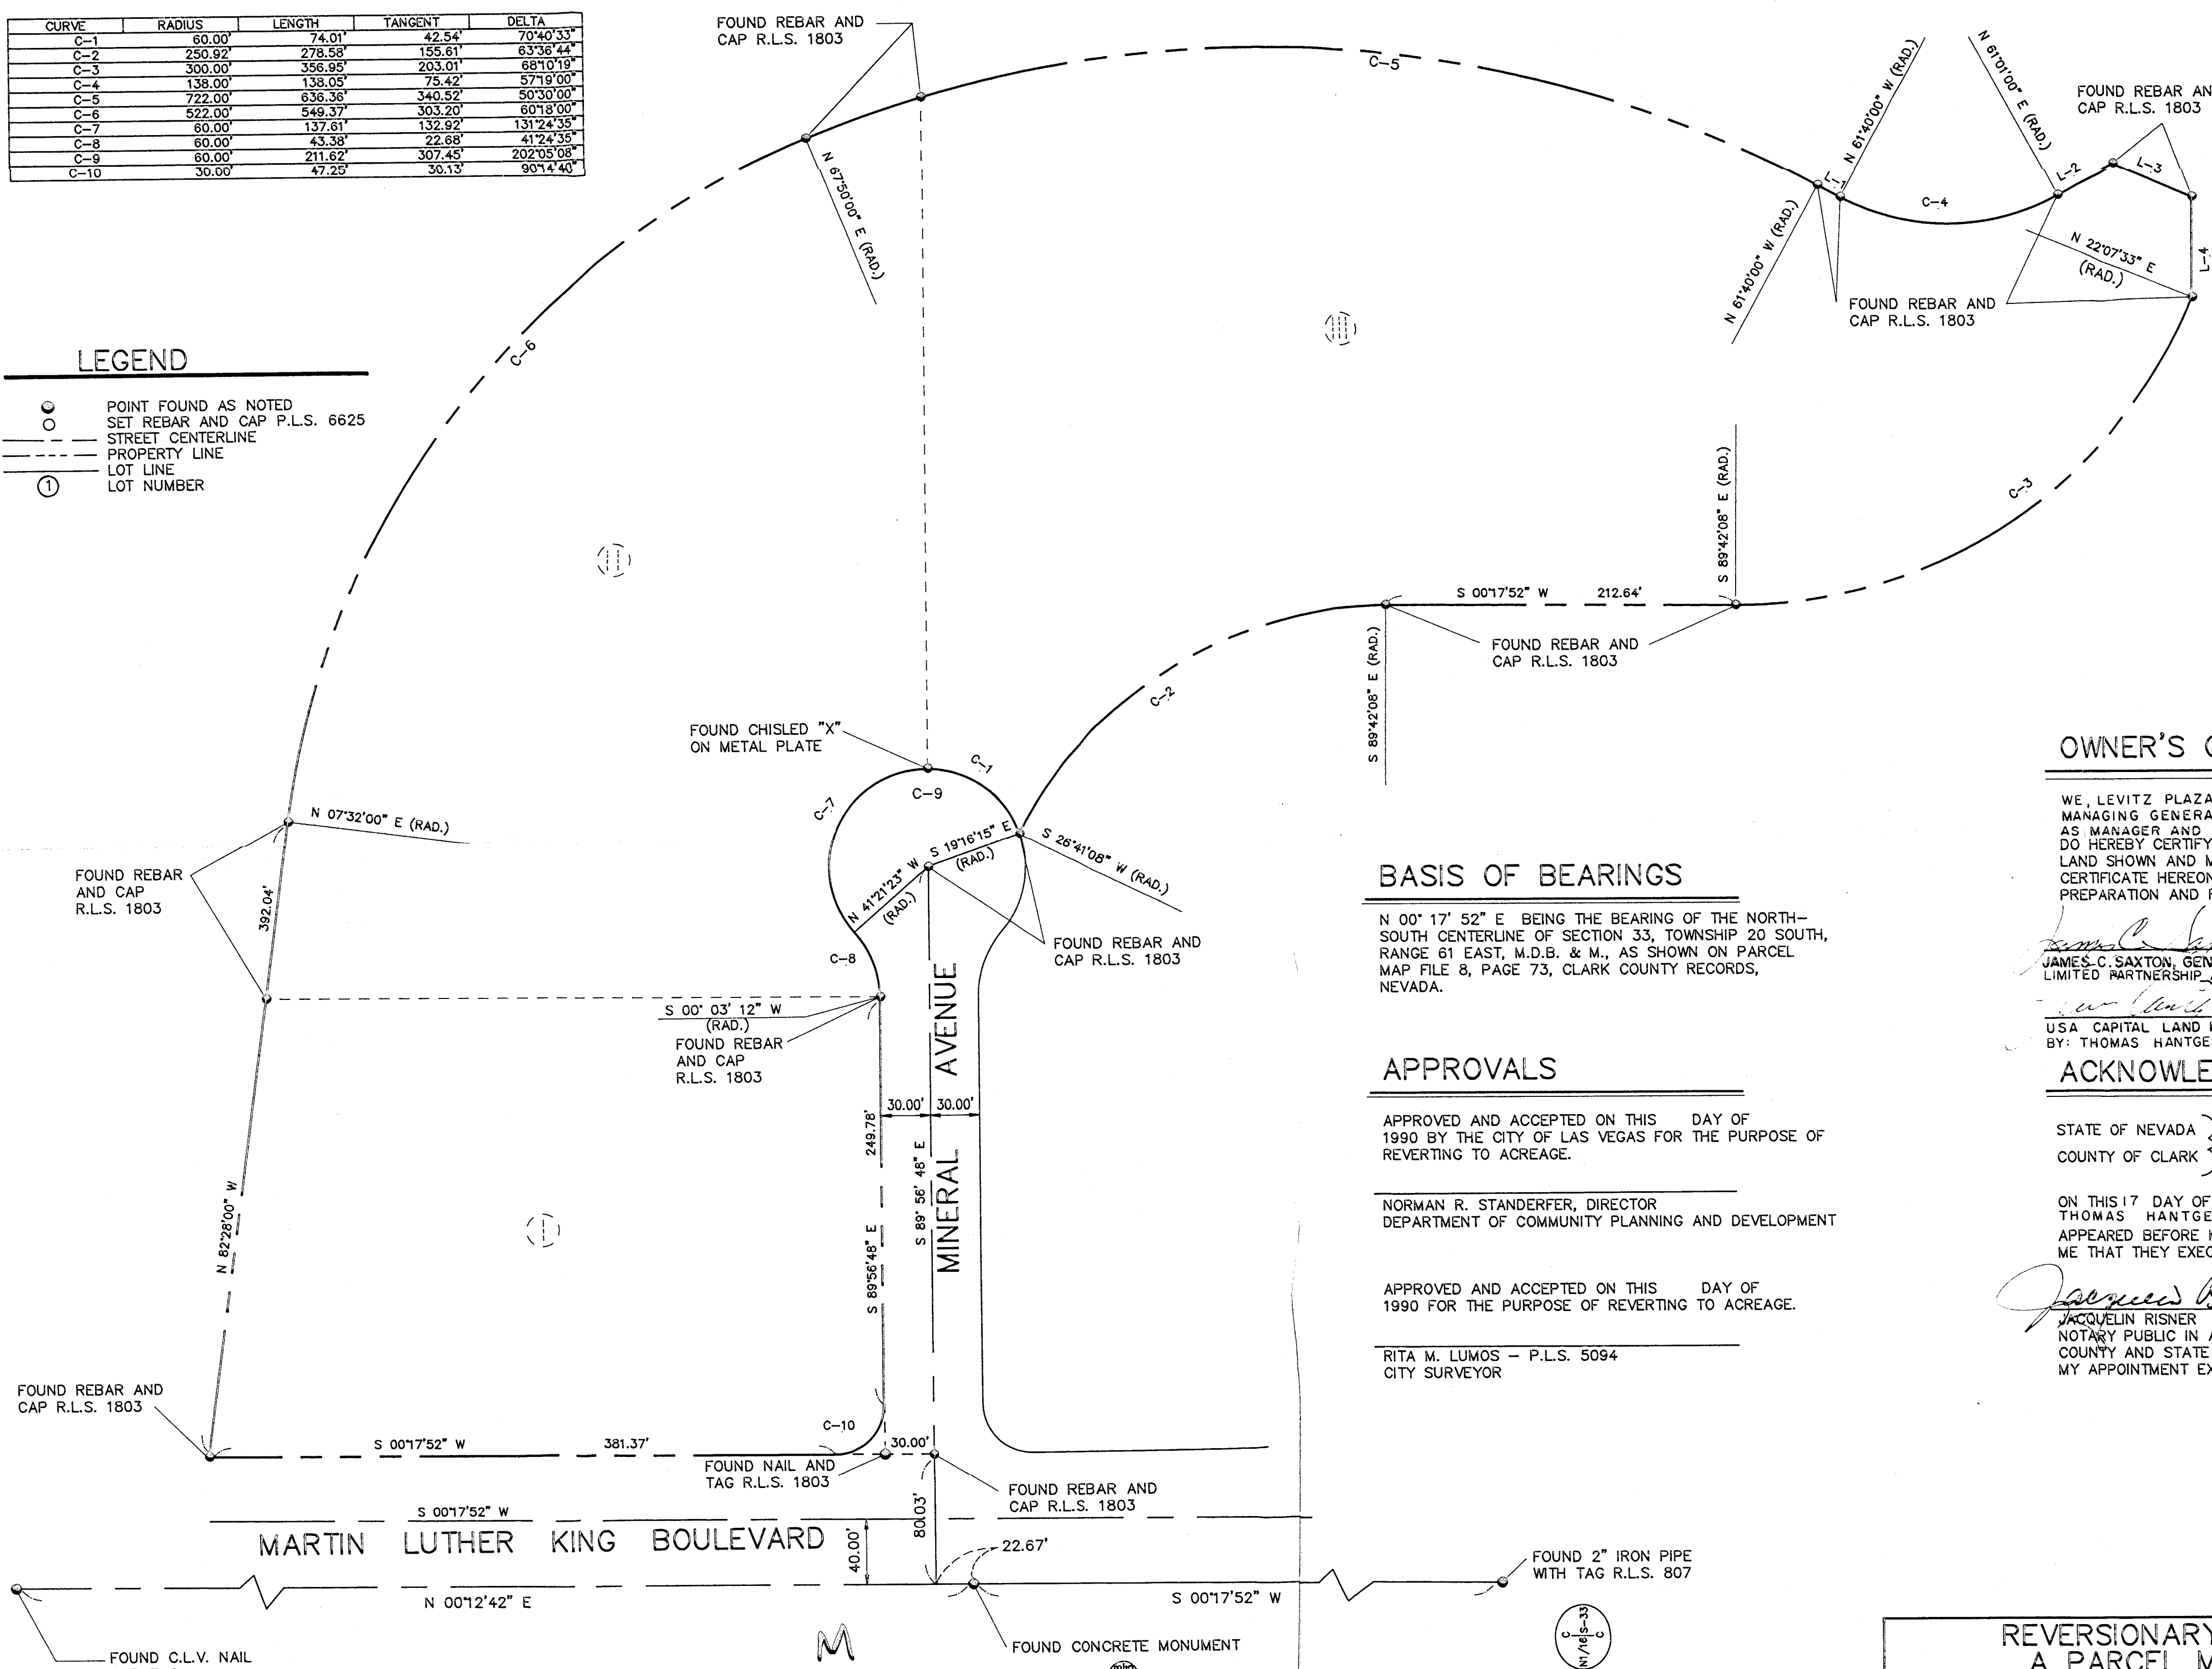 CURVE RADIUS LENGTH TANGENT DELTA
C-1 60.00' 74.01' 42.54' 70°40'33"
C-2 250.92' 278.58' 155.61' 63°36'44"
C-3 300.00' 356.95' 203.01' 68°10'19"
C-4 138.00' 138.05' 75.42' 57°19'00"
C-5 722.00' 636.36' 340.52' 50°30'00"
C-6 522.00' 549.37' 303.20' 60°18'00"
C-7 60.00' 137.61' 132.92' 131°24'35"
C-8 60.00' 43.38' 22.68' 41°24'35"
C-9 60.00' 211.62' 307.45' 202°05'08"
C-10 30.00' 47.25' 30.13' 90°14'40"
FOUND REBAR AND
CAP R.L.S. 1803
C-5
N 61°40'00" W (RAD.)
N 61°01'00" E (RAD.)
FOUND REBAR AN
CAP R.L.S. 1803
N 67°50'00" E (RAD.)
L-1
C-4
L-2
L-3
L-4
N 61°40'00" W (RAD.)
N 22°07'33" E
(RAD.)
FOUND REBAR AND
CAP R.L.S. 1803
III
C-6
LEGEND
POINT FOUND AS NOTED
SET REBAR AND CAP P.L.S. 6625
STREET CENTERLINE
PROPERTY LINE
LOT LINE
1 LOT NUMBER
II
C-3
S 89°42'08" E (RAD.)
S 00°17'52" W 212.64'
FOUND REBAR AND
CAP R.L.S. 1803
S 89°42'08" E (RAD.)
C-2
FOUND CHISLED "X"
ON METAL PLATE
C-1
C-9
C-7
N 07°32'00" E (RAD.)
S 19°16'15" E
(RAD.)
S 26°41'08" W (RAD.)
N 41°21'23" W
(RAD.)
FOUND REBAR
AND CAP
R.L.S. 1803
392.04'
FOUND REBAR AND
CAP R.L.S. 1803
C-8
S 00° 03' 12" W
(RAD.)
FOUND REBAR
AND CAP
R.L.S. 1803
30.00' 30.00'
249.78'
S 89°56'48" E
S 89° 56' 48" E
MINERAL AVENUE
N 82°28'00" W
I
FOUND REBAR AND
CAP R.L.S. 1803
C-10
S 00°17'52" W 381.37'
30.00'
FOUND NAIL AND
TAG R.L.S. 1803
FOUND REBAR AND
CAP R.L.S. 1803
S 00°17'52" W
MARTIN LUTHER KING BOULEVARD
40.00'
80.03'
22.67'
N 00°12'42" E
S 00°17'52" W
FOUND 2" IRON PIPE
WITH TAG R.L.S. 807
FOUND C.L.V. NAIL
M
FOUND CONCRETE MONUMENT
C C
N1/16 S-33
BASIS OF BEARINGS
N 00° 17' 52" E BEING THE BEARING OF THE NORTH-
SOUTH CENTERLINE OF SECTION 33, TOWNSHIP 20 SOUTH,
RANGE 61 EAST, M.D.B. & M., AS SHOWN ON PARCEL
MAP FILE 8, PAGE 73, CLARK COUNTY RECORDS,
NEVADA.
APPROVALS
APPROVED AND ACCEPTED ON THIS DAY OF
1990 BY THE CITY OF LAS VEGAS FOR THE PURPOSE OF
REVERTING TO ACREAGE.
NORMAN R. STANDERFER, DIRECTOR
DEPARTMENT OF COMMUNITY PLANNING AND DEVELOPMENT
APPROVED AND ACCEPTED ON THIS DAY OF
1990 FOR THE PURPOSE OF REVERTING TO ACREAGE.
RITA M. LUMOS - P.L.S. 5094
CITY SURVEYOR
OWNER'S C
WE, LEVITZ PLAZA
MANAGING GENERA
AS MANAGER AND
DO HEREBY CERTIFY
LAND SHOWN AND M
CERTIFICATE HEREON
PREPARATION AND
JAMES C. SAXTON, GEN
LIMITED PARTNERSHIP
USA CAPITAL LAND
BY: THOMAS HANTGE
ACKNOWLE
STATE OF NEVADA
COUNTY OF CLARK
ON THIS 17 DAY OF
THOMAS HANTGE
APPEARED BEFORE
ME THAT THEY EXEC
JACQUELIN RISNER
NOTARY PUBLIC IN A
COUNTY AND STATE
MY APPOINTMENT EX
REVERSIONARY
A PARCEL M